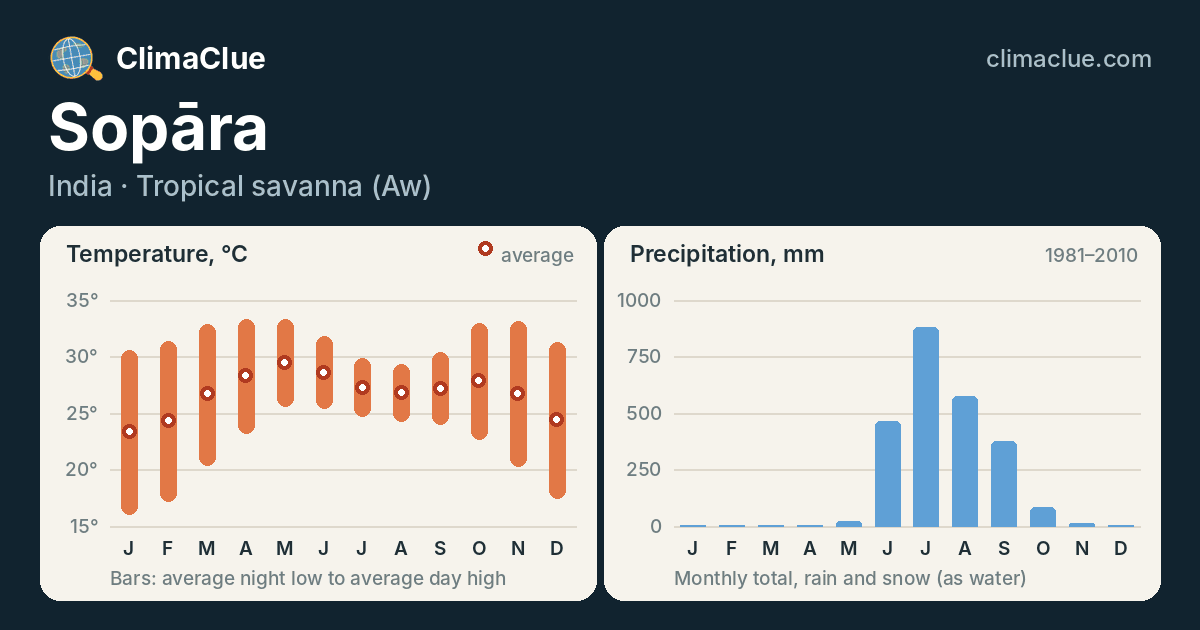 ClimaClue
climaclue.com
Sopāra
India · Tropical savanna (Aw)
Temperature, °C
average
35°
30°
25°
20°
15°
J F M A M J J A S O N D
Bars: average night low to average day high
Precipitation, mm
1981–2010
1000
750
500
250
0
J F M A M J J A S O N D
Monthly total, rain and snow (as water)